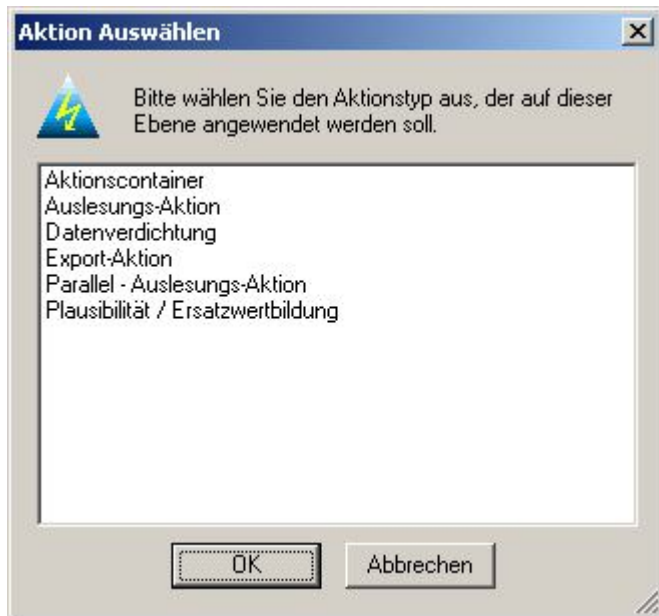 Aktion Auswählen
Bitte wählen Sie den Aktionstyp aus, der auf dieser
Ebene angewendet werden soll.
Aktionscontainer
Auslesungs-Aktion
Datenverdichtung
Export-Aktion
Parallel - Auslesungs-Aktion
Plausibilität / Ersatzwertbildung
OK
Abbrechen